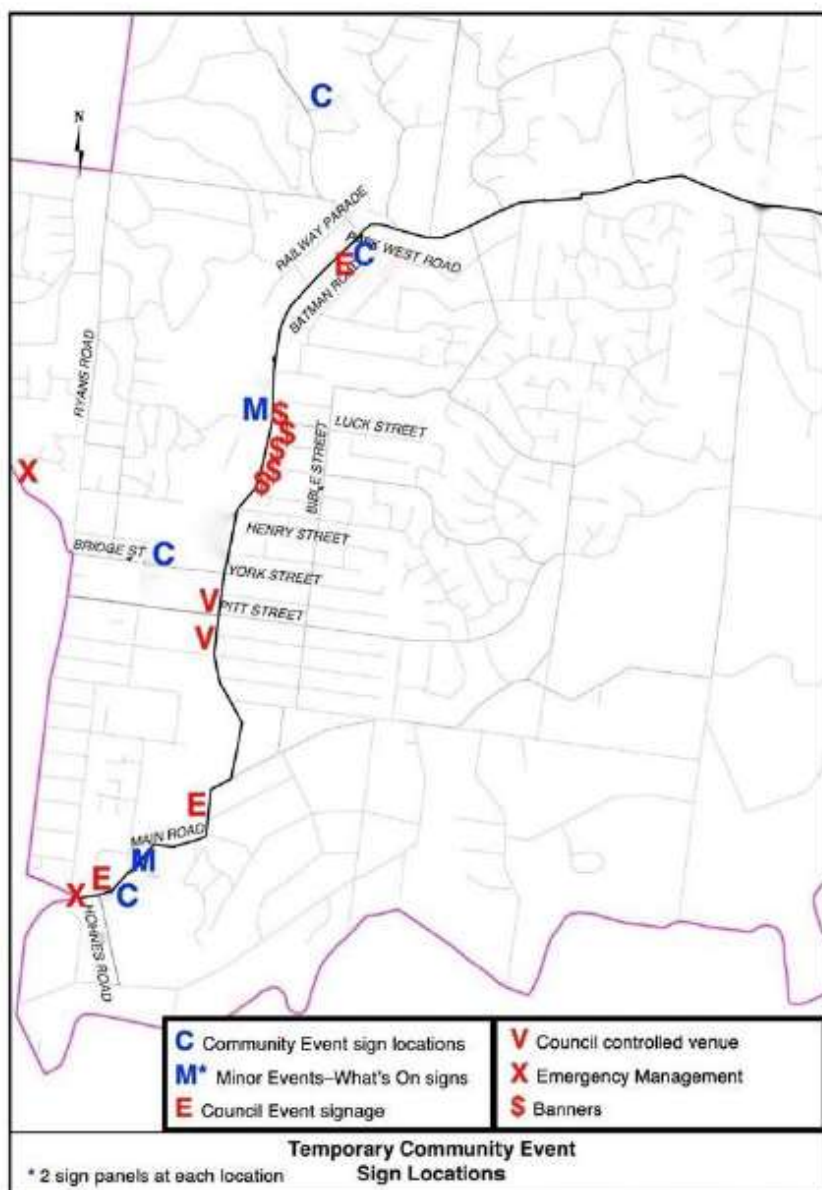 C
N
RAILWAY PARADE
PARK WEST ROAD
C
E
BATMAN ROAD
RYANS ROAD
M
$
$
$
$
$
LUCK STREET
BIBLE STREET
X
HENRY STREET
BRIDGE ST
C
YORK STREET
V
PITT STREET
V
E
MAIN ROAD
M
E
X
C
C Community Event sign locations
M* Minor Events–What's On signs
E Council Event signage
V Council controlled venue
X Emergency Management
$ Banners
Temporary Community Event
Sign Locations
* 2 sign panels at each location